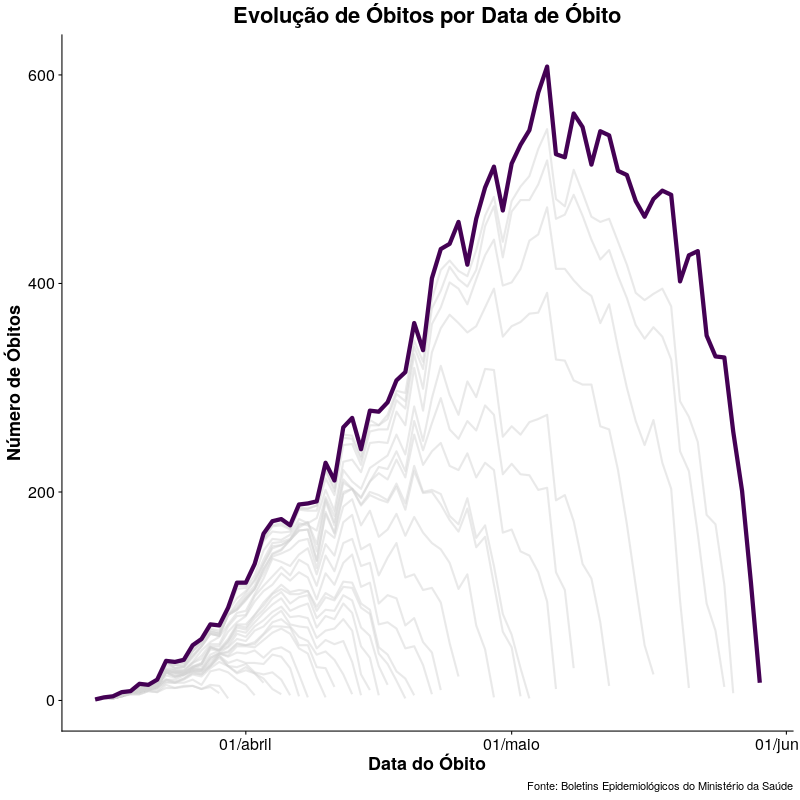 Evolução de Óbitos por Data de Óbito
Número de Óbitos
600
400
200
0
01/abril
01/maio
01/jun
Data do Óbito
Fonte: Boletins Epidemiológicos do Ministério da Saúde